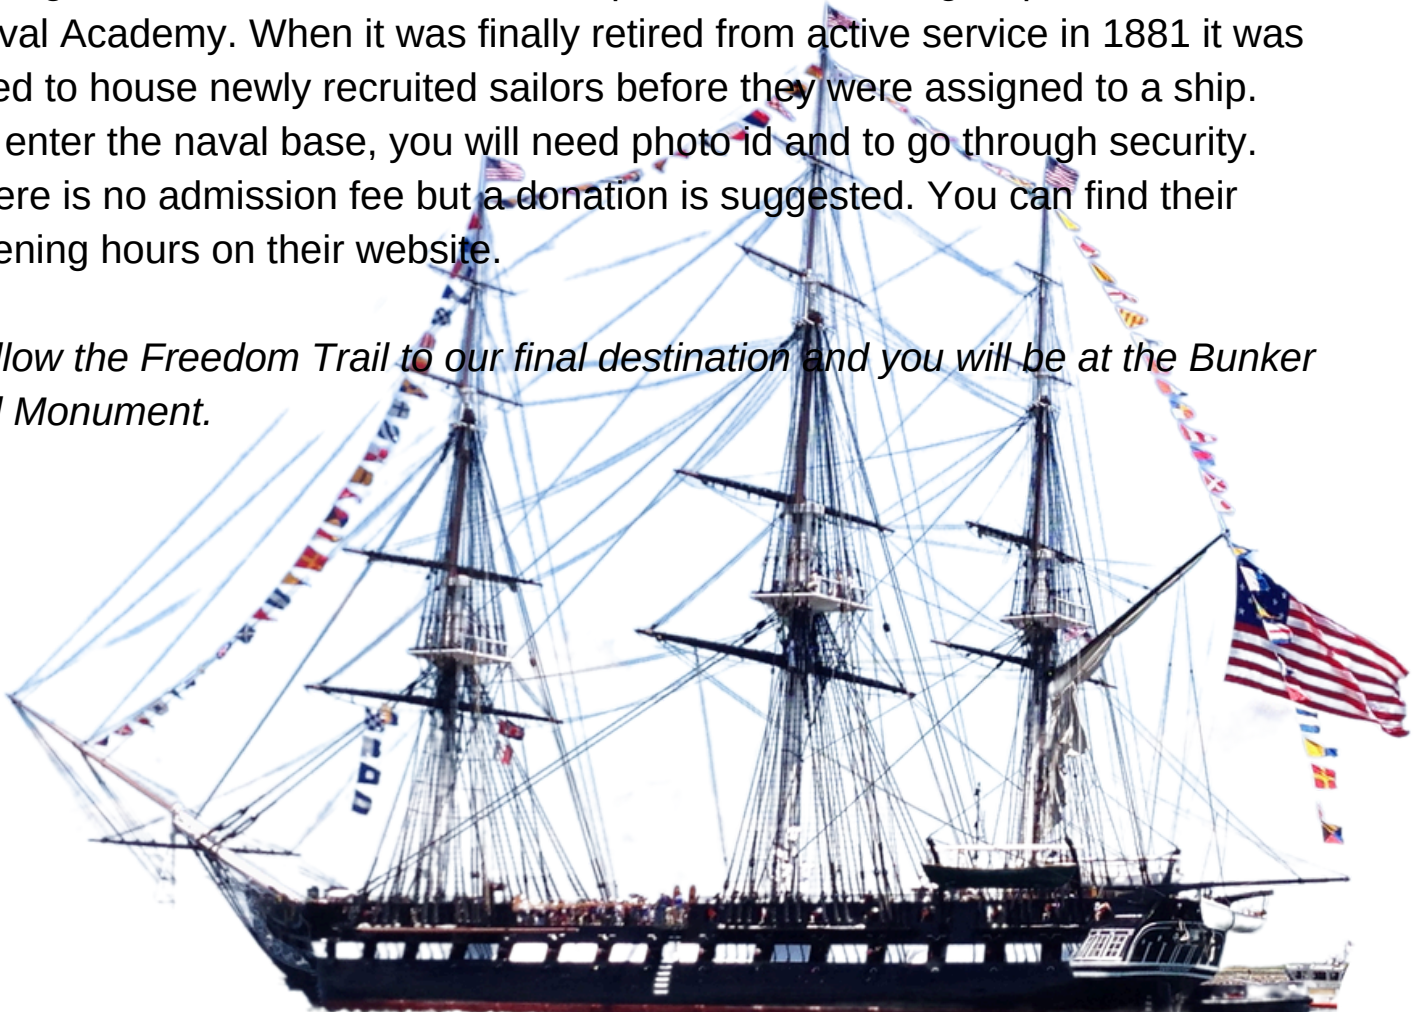 val Academy. When it was finally retired from active service in 1881 it was
ed to house newly recruited sailors before they were assigned to a ship.
enter the naval base, you will need photo id and to go through security.
ere is no admission fee but a donation is suggested. You can find their
ening hours on their website.
llow the Freedom Trail to our final destination and you will be at the Bunker
l Monument.